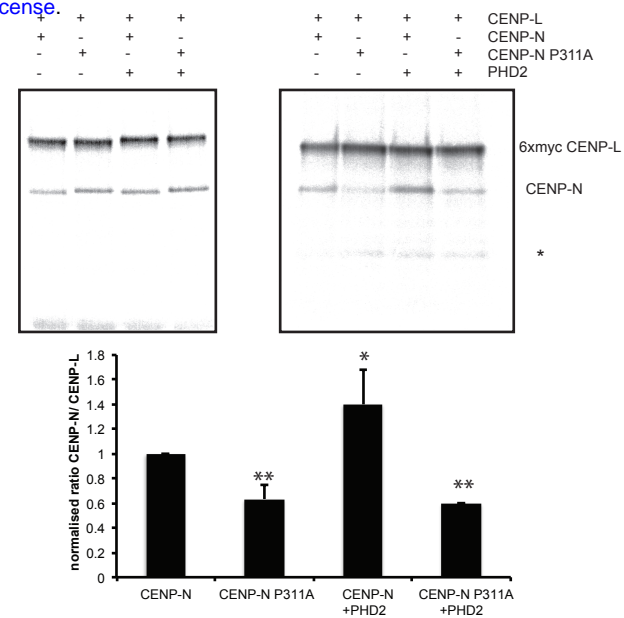 cense.
+ + + + CENP-L
+ - + - CENP-N
- + - + CENP-N P311A
- - + + PHD2
+ + + + CENP-L
+ - + - CENP-N
- + - + CENP-N P311A
- - + + PHD2
6xmyc CENP-L
CENP-N
*
normalised ratio CENP-N/ CENP-L
1.8
1.6
1.4
1.2
1
0.8
0.6
0.4
0.2
0
**
*
**
CENP-N
CENP-N P311A
CENP-N
+PHD2
CENP-N P311A
+PHD2